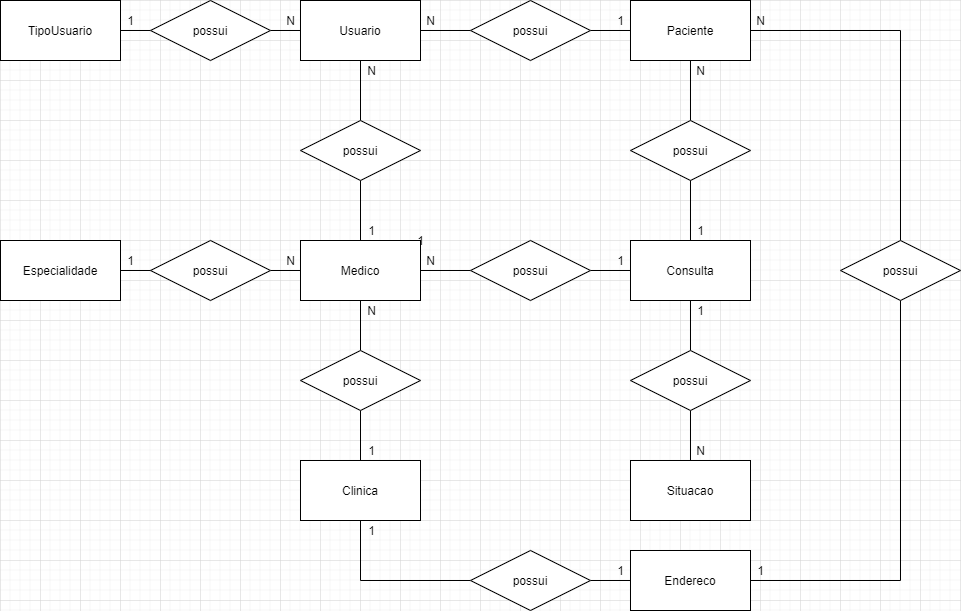 TipoUsuario 1 possui N Usuario N possui 1 Paciente N
N N
possui possui
1 1
Especialidade 1 possui N Medico 1 N possui 1 Consulta possui
N 1
possui possui
1 N
Clinica Situacao
1
possui 1 Endereco 1